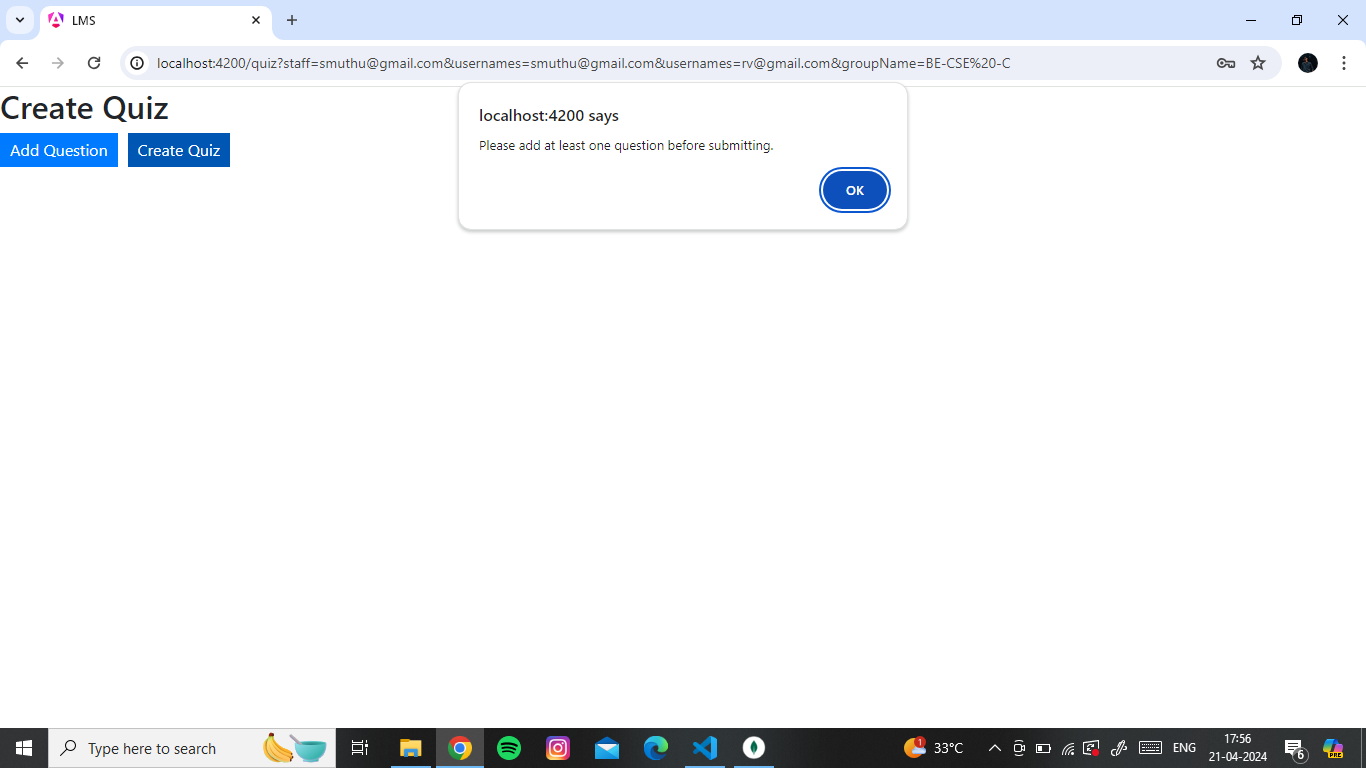 LMS
localhost:4200/quiz?staff=smuthu@gmail.com&usernames=smuthu@gmail.com&usernames=rv@gmail.com&groupName=BE-CSE%20-C
Create Quiz
Add Question
Create Quiz
localhost:4200 says
Please add at least one question before submitting.
OK
Type here to search
1
33°C
ENG
17:56
21-04-2024
6
PRE